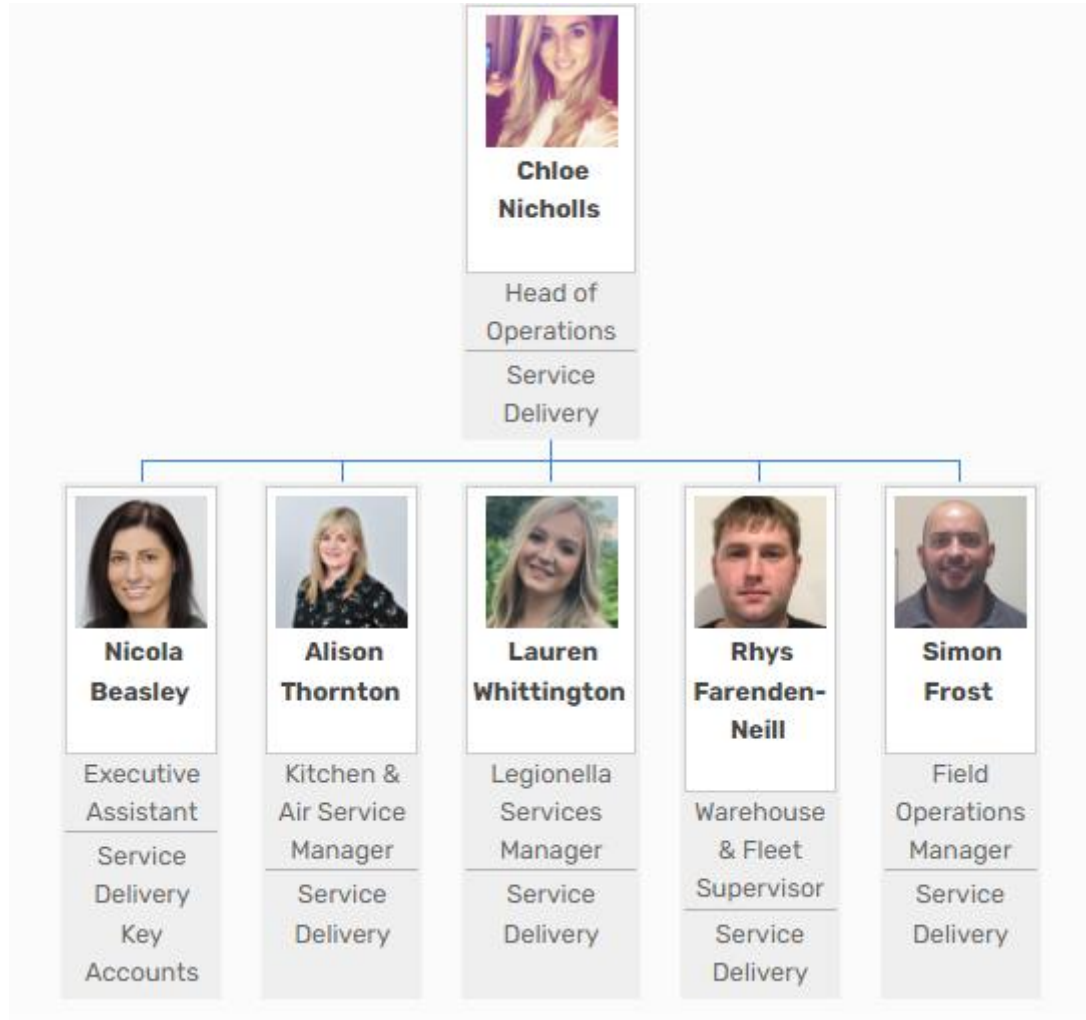 Chloe
Nicholls
Head of
Operations
Service
Delivery
Nicola
Beasley
Executive
Assistant
Service
Delivery
Key
Accounts
Alison
Thornton
Kitchen &
Air Service
Manager
Service
Delivery
Lauren
Whittington
Legionella
Services
Manager
Service
Delivery
Rhys
Farenden-
Neill
Warehouse
& Fleet
Supervisor
Service
Delivery
Simon
Frost
Field
Operations
Manager
Service
Delivery